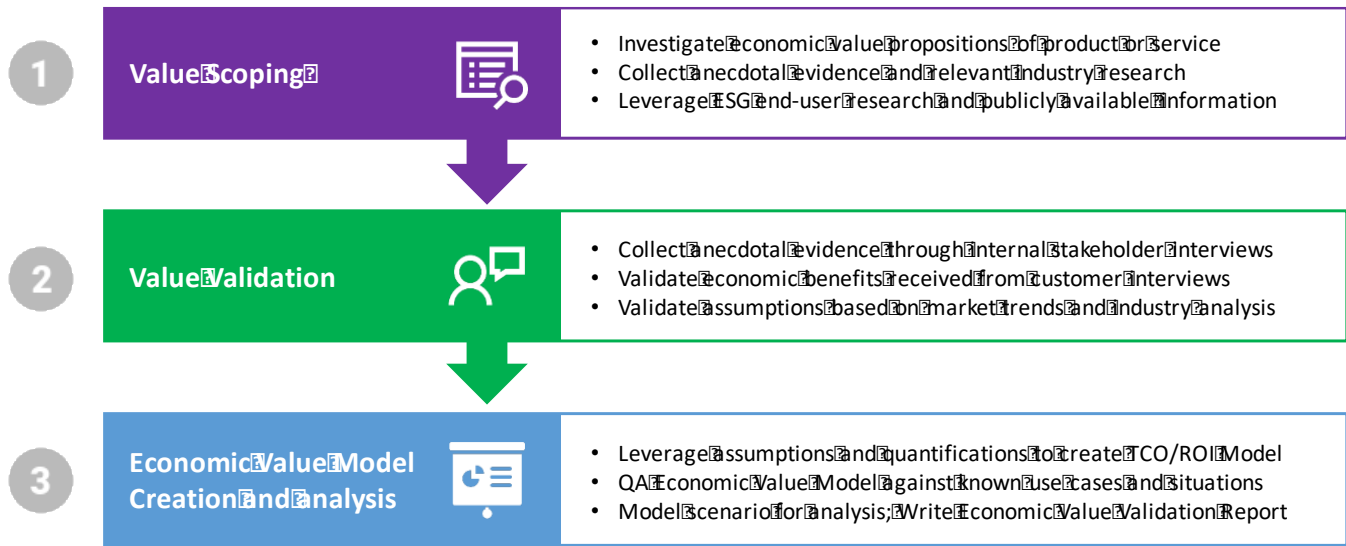 1
Value Scoping
• Investigate economic value propositions of product or service
• Collect anecdotal evidence and relevant industry research
• Leverage ESG end-user research and publicly available information
2
Value Validation
• Collect anecdotal evidence through internal stakeholder interviews
• Validate economic benefits received from customer interviews
• Validate assumptions based on market trends and industry analysis
3
Economic Value Model
Creation and analysis
• Leverage assumptions and quantifications to create TCO/ROI Model
• QA Economic Value Model against known use cases and situations
• Model scenario for analysis; Write Economic Value Validation Report